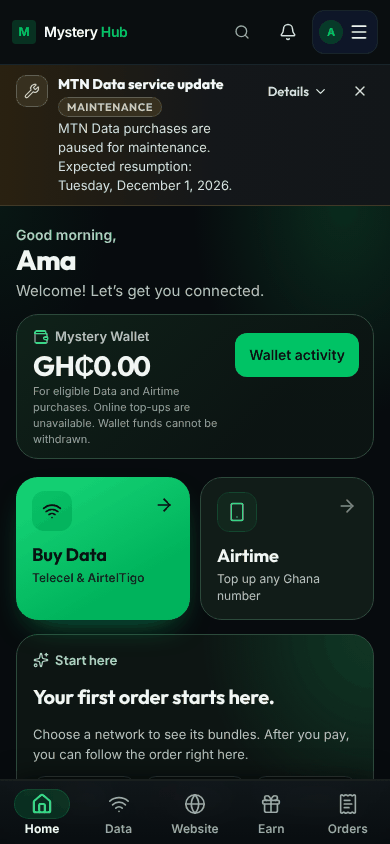 M Mystery Hub A
MTN Data service update
MAINTENANCE
Details
MTN Data purchases are
paused for maintenance.
Expected resumption:
Tuesday, December 1, 2026.
Good morning,
Ama
Welcome! Let’s get you connected.
Mystery Wallet
GH₵0.00
Wallet activity
For eligible Data and Airtime
purchases. Online top-ups are
unavailable. Wallet funds cannot be
withdrawn.
Buy Data
Telecel & AirtelTigo
Airtime
Top up any Ghana
number
Start here
Your first order starts here.
Choose a network to see its bundles. After you pay,
you can follow the order right here.
Home Data Website Earn Orders